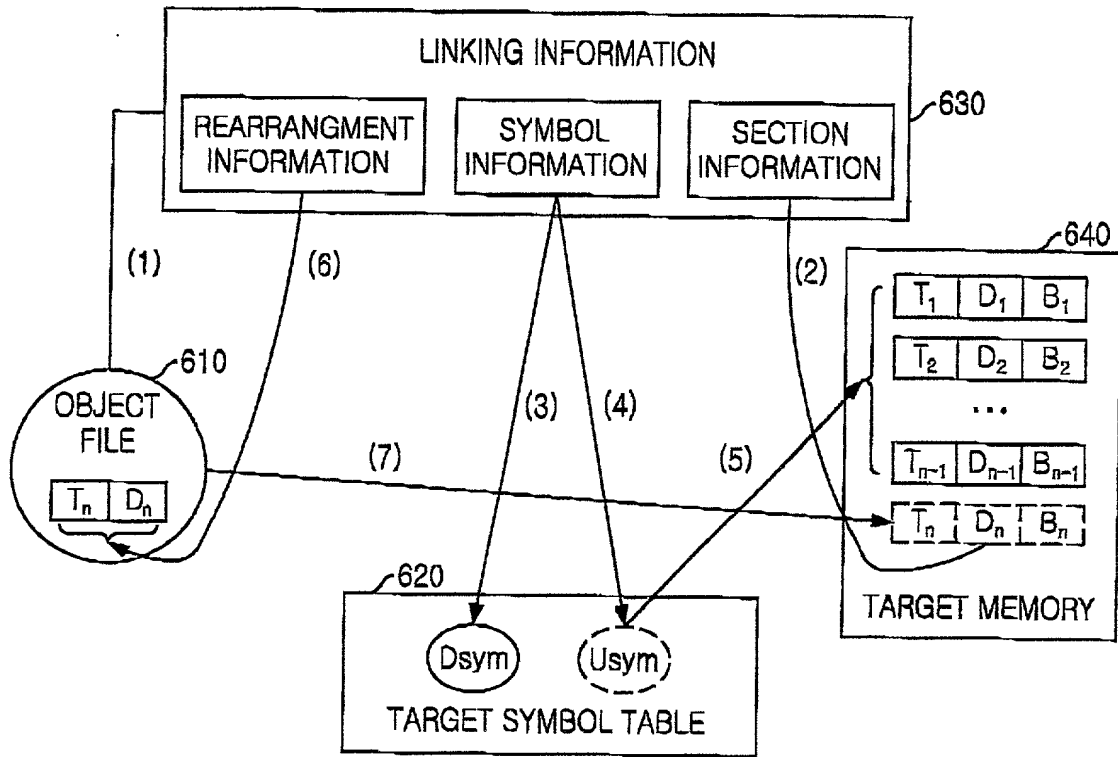 LINKING INFORMATION
630
REARRANGMENT
INFORMATION
SYMBOL
INFORMATION
SECTION
INFORMATION
(1)
(6)
(2)
640
T1 D1 B1
T2 D2 B2
...
Tn-1 Dn-1 Bn-1
Tn Dn Bn
TARGET MEMORY
610
OBJECT
FILE
Tn Dn
(3)
(4)
(5)
(7)
620
Dsym
Usym
TARGET SYMBOL TABLE